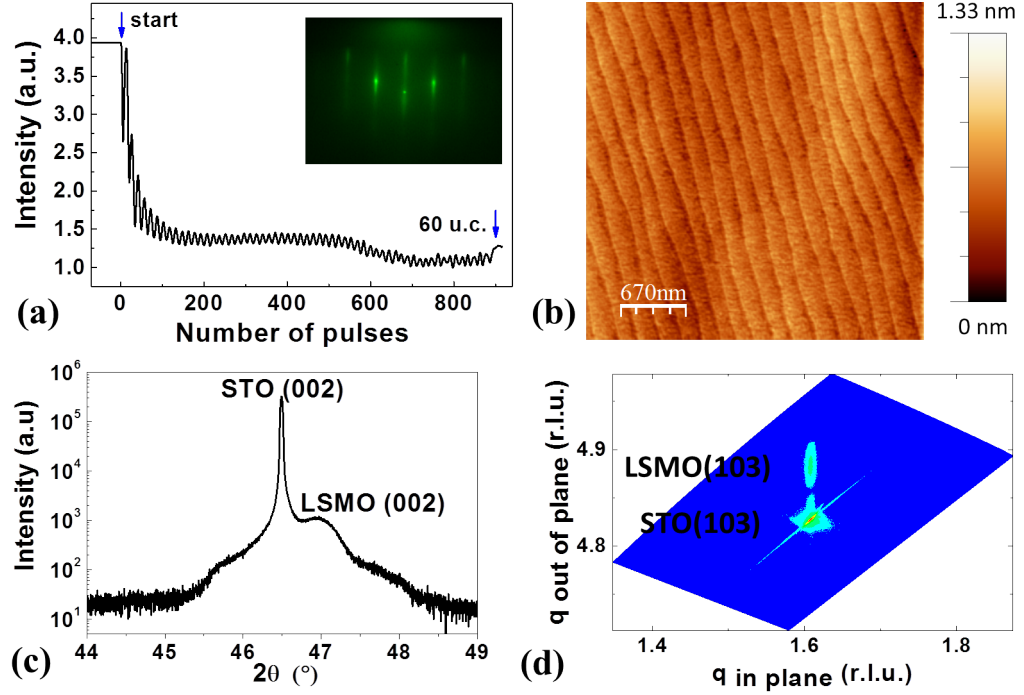 start
4.0
3.5
3.0
2.5
2.0
1.5
1.0
Intensity (a.u.)
60 u.c.
0
200
400
600
800
Number of pulses
(a)
1.33 nm
670nm
0 nm
(b)
10^6
10^5
10^4
10^3
10^2
10^1
Intensity (a.u)
STO (002)
LSMO (002)
44
45
46
47
48
49
2θ (°)
(c)
4.9
4.8
q out of plane (r.l.u.)
LSMO(103)
STO(103)
1.4
1.6
1.8
q in plane (r.l.u.)
(d)